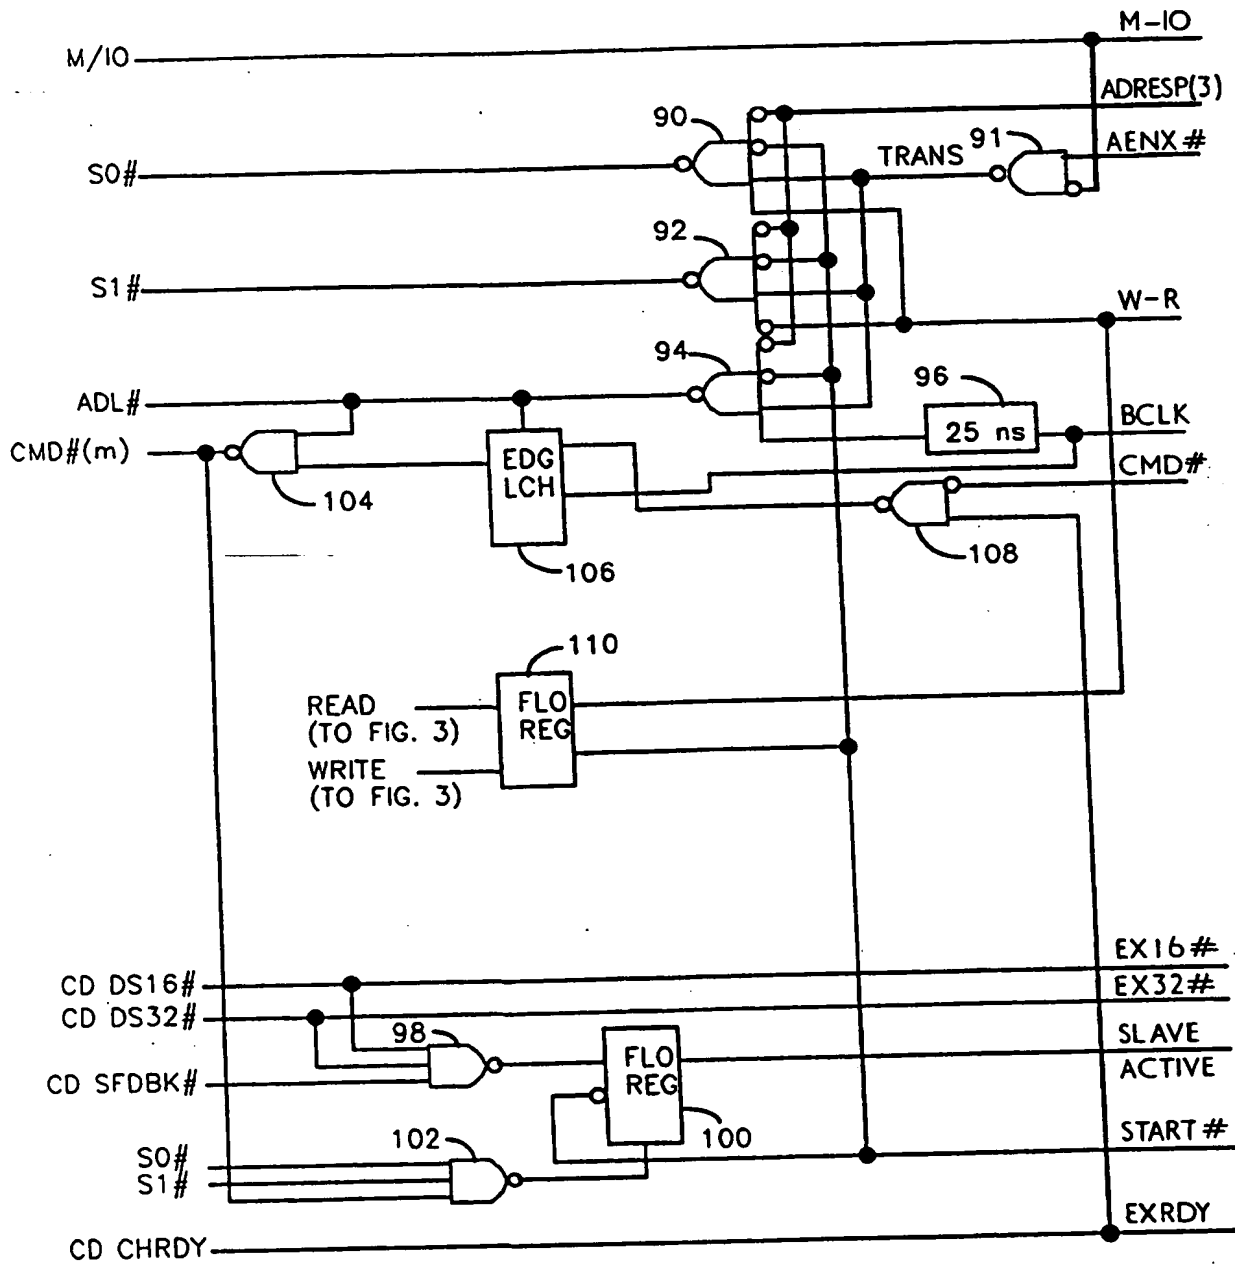 M/IO
M-IO
ADRESP(3)
90
91
AENX#
TRANS
S0#
92
S1#
W-R
94
96
ADL#
25 ns
BCLK
CMD#(m)
EDG
LCH
CMD#
104
106
108
110
READ
(TO FIG. 3)
FLO
REG
WRITE
(TO FIG. 3)
EX16#
CD DS16#
EX32#
CD DS32#
98
FLO
REG
SLAVE
ACTIVE
CD SFDBK#
100
102
START#
S0#
S1#
EXRDY
CD CHRDY